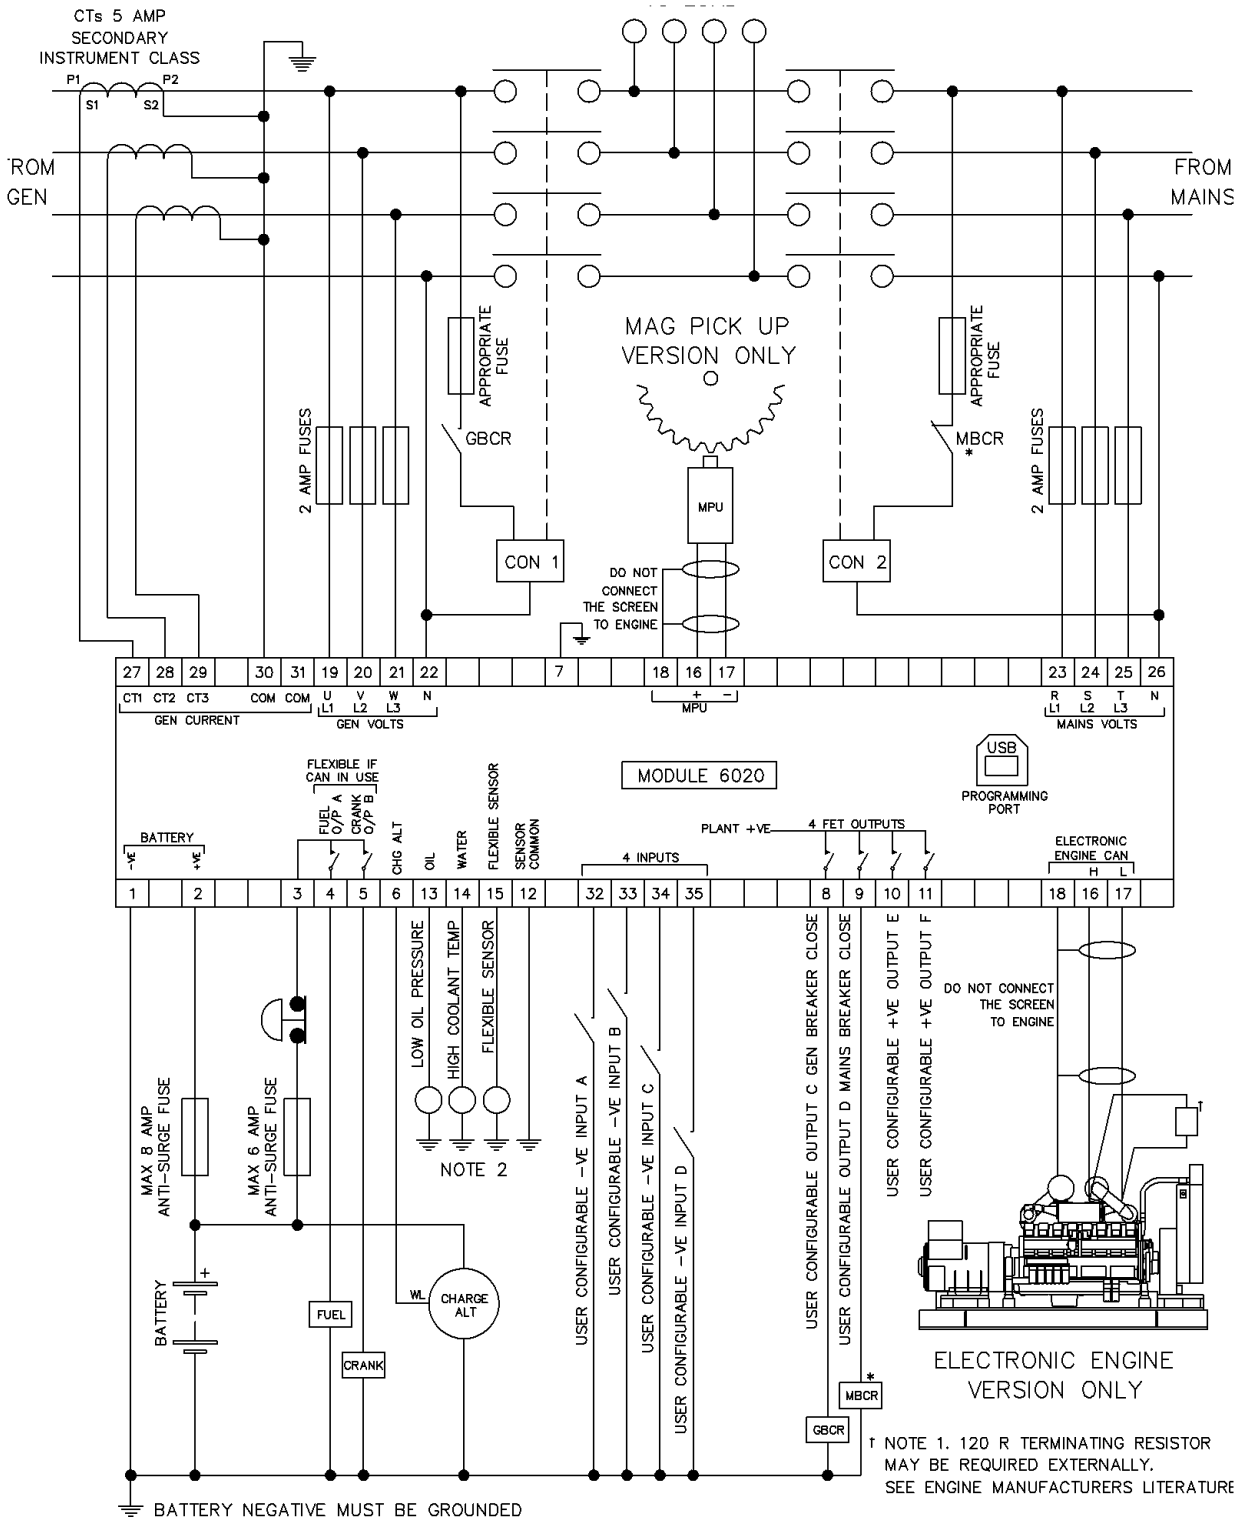 CTs 5 AMP
SECONDARY
INSTRUMENT CLASS
P1 P2
S1 S2
ROM
GEN
FROM
MAINS
APPROPRIATE
FUSE
GBCR
2 AMP FUSES
MAG PICK UP
VERSION ONLY
MPU
APPROPRIATE
FUSE
MBCR
*
2 AMP FUSES
CON 1
CON 2
DO NOT
CONNECT
THE SCREEN
TO ENGINE
27 28 29 30 31 19 20 21 22 7 18 16 17 23 24 25 26
CT1 CT2 CT3 COM COM U V W N + − R S T N
L1 L2 L3 L1 L2 L3
GEN CURRENT GEN VOLTS MPU MAINS VOLTS
MODULE 6020
USB
PROGRAMMING
PORT
FLEXIBLE IF
CAN IN USE
FUEL
O/P A
CRANK
O/P B
BATTERY
-VE
+VE
CHG ALT
OIL
WATER
FLEXIBLE SENSOR
SENSOR
COMMON
4 INPUTS
PLANT +VE
4 FET OUTPUTS
ELECTRONIC
ENGINE CAN
H L
1 2 3 4 5 6 13 14 15 12 32 33 34 35 8 9 10 11 18 16 17
LOW OIL PRESSURE
HIGH COOLANT TEMP
FLEXIBLE SENSOR
NOTE 2
MAX 8 AMP
ANTI-SURGE FUSE
MAX 6 AMP
ANTI-SURGE FUSE
BATTERY
+
FUEL
CRANK
WL
CHARGE
ALT
USER CONFIGURABLE -VE INPUT A
USER CONFIGURABLE -VE INPUT B
USER CONFIGURABLE -VE INPUT C
USER CONFIGURABLE -VE INPUT D
USER CONFIGURABLE OUTPUT C GEN BREAKER CLOSE
USER CONFIGURABLE OUTPUT D MAINS BREAKER CLOSE
USER CONFIGURABLE +VE OUTPUT E
USER CONFIGURABLE +VE OUTPUT F
DO NOT CONNECT
THE SCREEN
TO ENGINE
†
*
MBCR
GBCR
ELECTRONIC ENGINE
VERSION ONLY
† NOTE 1. 120 R TERMINATING RESISTOR
MAY BE REQUIRED EXTERNALLY.
SEE ENGINE MANUFACTURERS LITERATURE
BATTERY NEGATIVE MUST BE GROUNDED